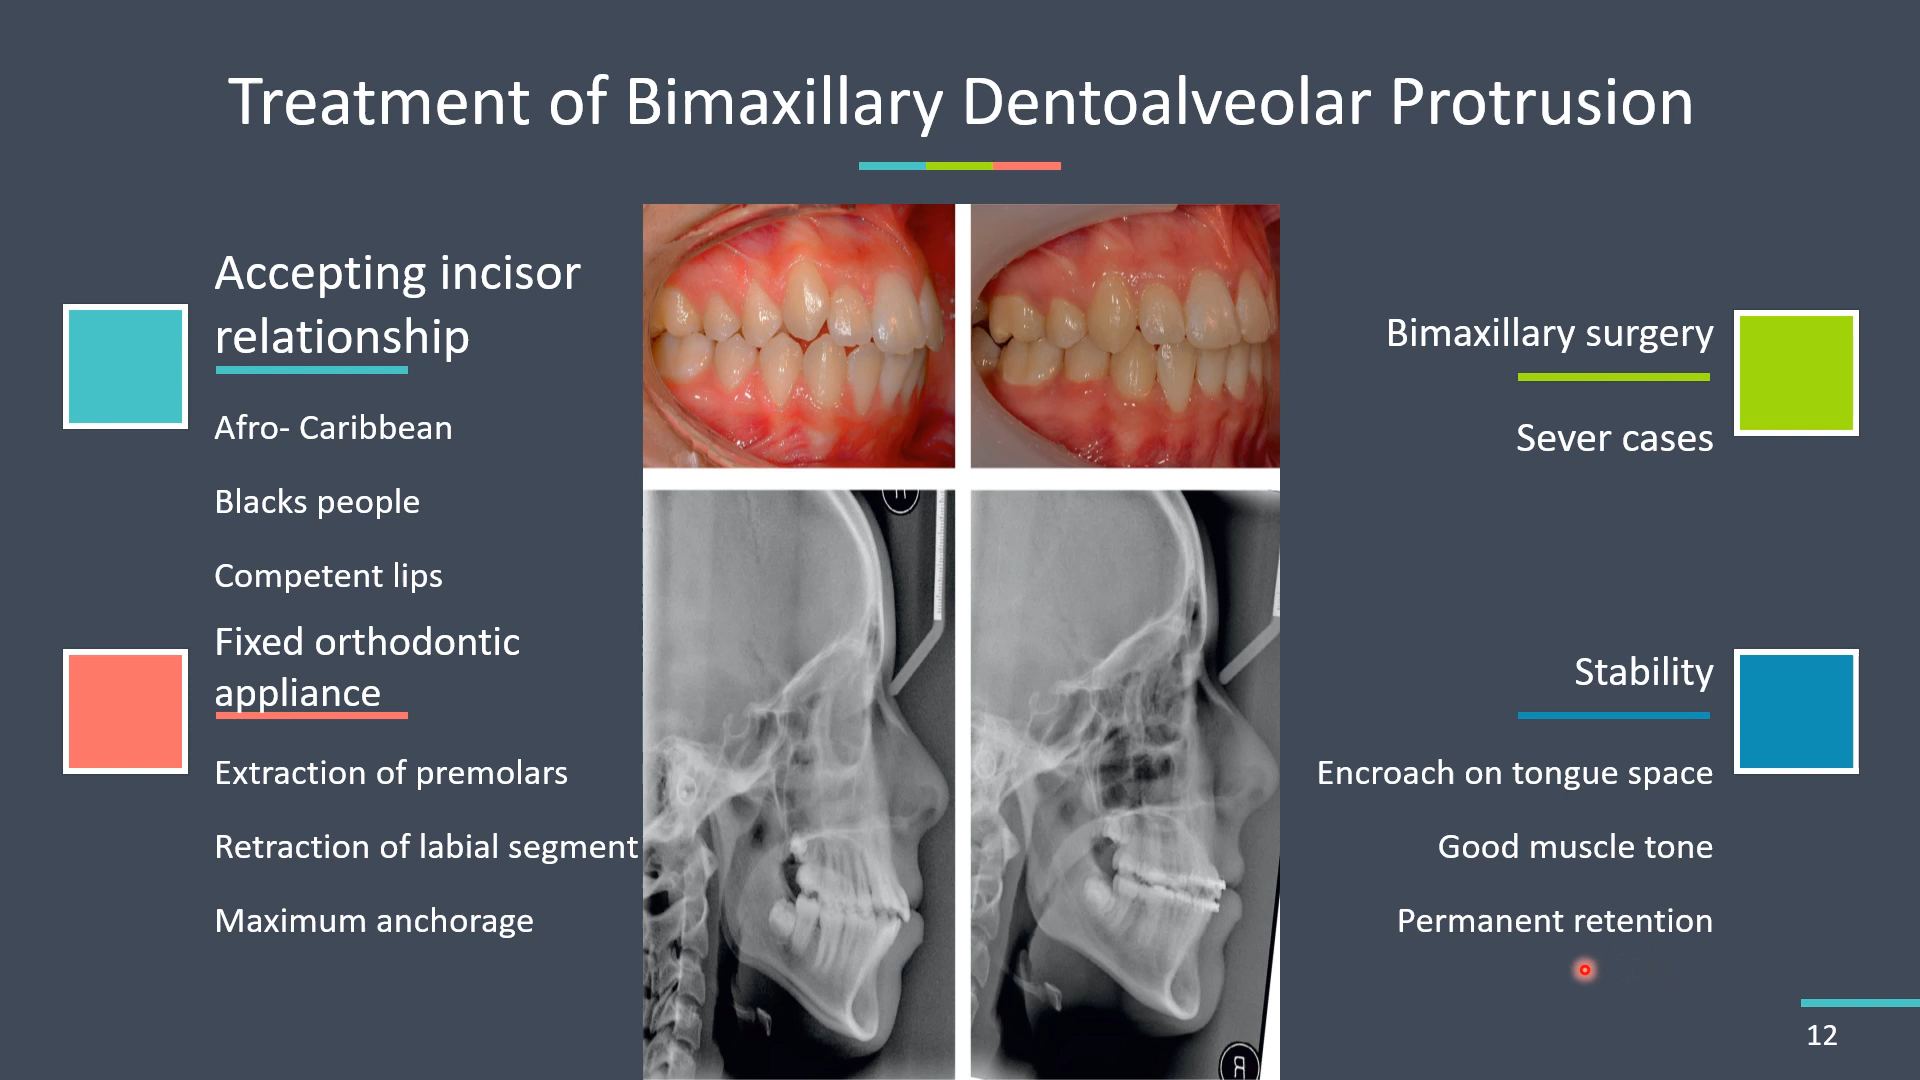 Treatment of Bimaxillary Dentoalveolar Protrusion
Accepting incisor
relationship
Afro- Caribbean
Blacks people
Competent lips
Fixed orthodontic
appliance
Extraction of premolars
Retraction of labial segment
Maximum anchorage
Bimaxillary surgery
Sever cases
Stability
Encroach on tongue space
Good muscle tone
Permanent retention
12